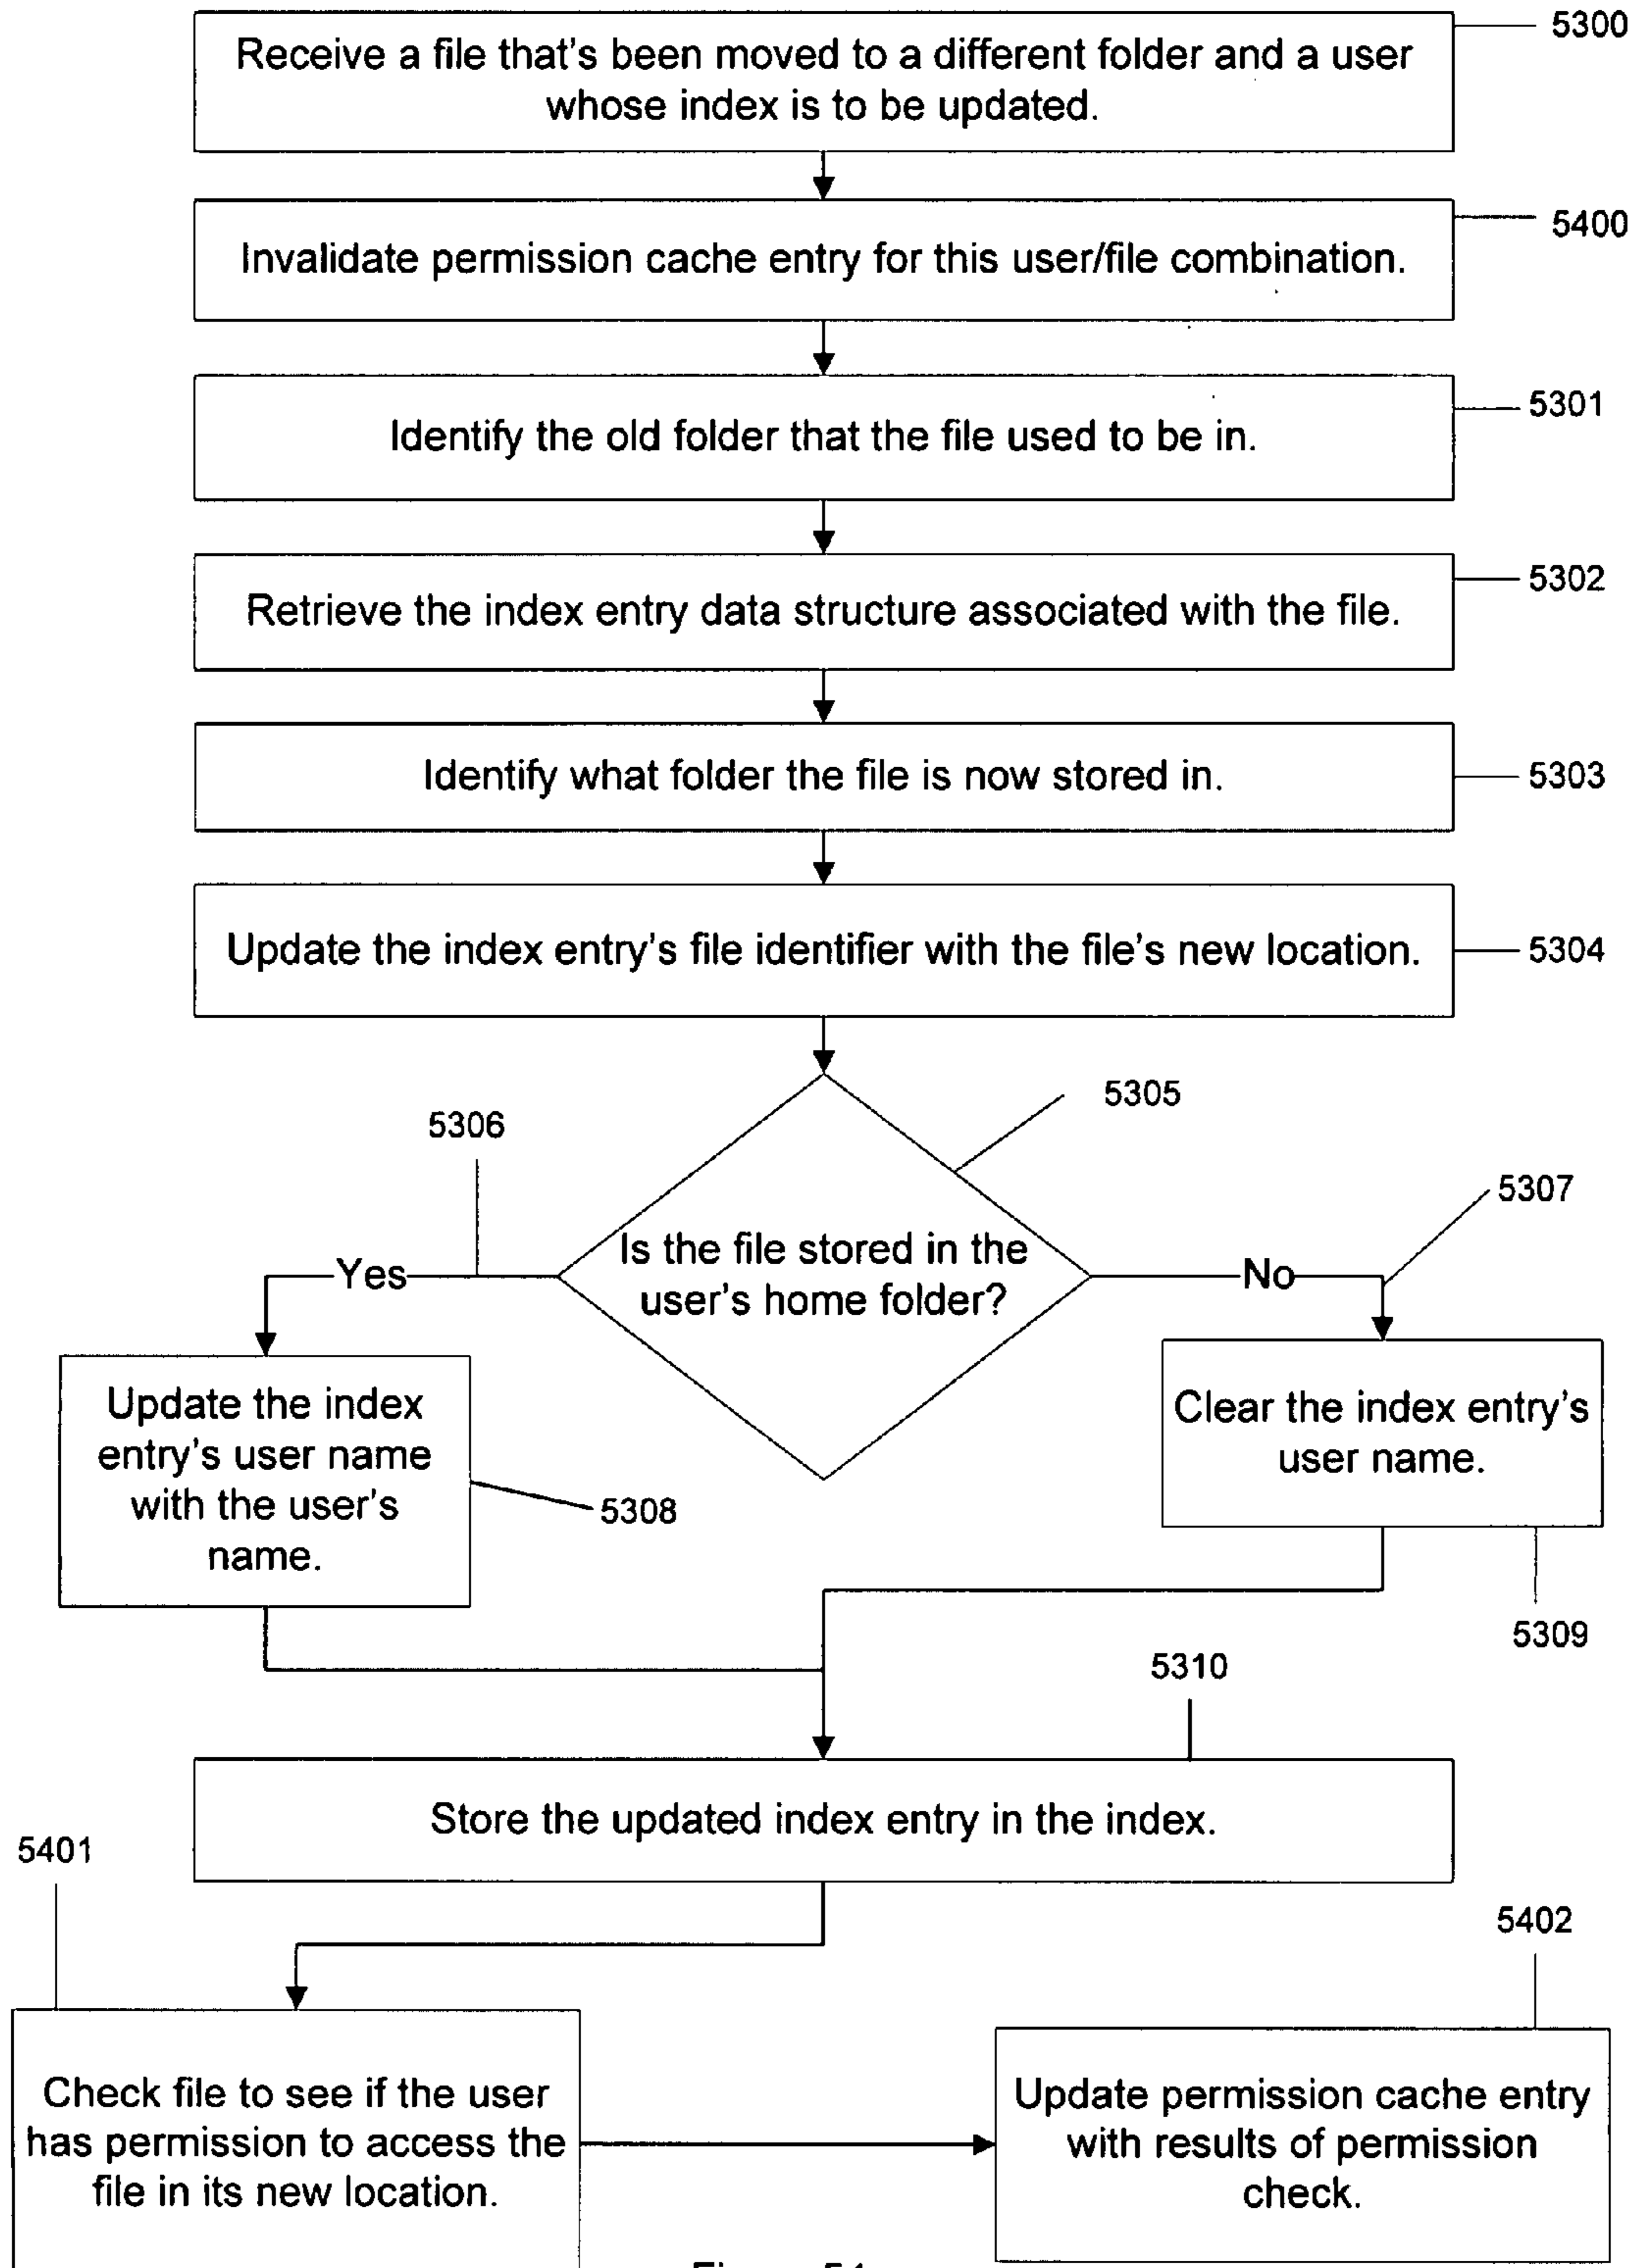 5300
Receive a file that's been moved to a different folder and a user
whose index is to be updated.
5400
Invalidate permission cache entry for this user/file combination.
5301
Identify the old folder that the file used to be in.
5302
Retrieve the index entry data structure associated with the file.
Identify what folder the file is now stored in.
5303
Update the index entry's file identifier with the file's new location.
5304
5305
5306
5307
Is the file stored in the
user's home folder?
Yes
No
Update the index
entry's user name
with the user's
name.
5308
Clear the index entry's
user name.
5309
5310
Store the updated index entry in the index.
5401
5402
Check file to see if the user
has permission to access the
file in its new location.
Update permission cache entry
with results of permission
check.